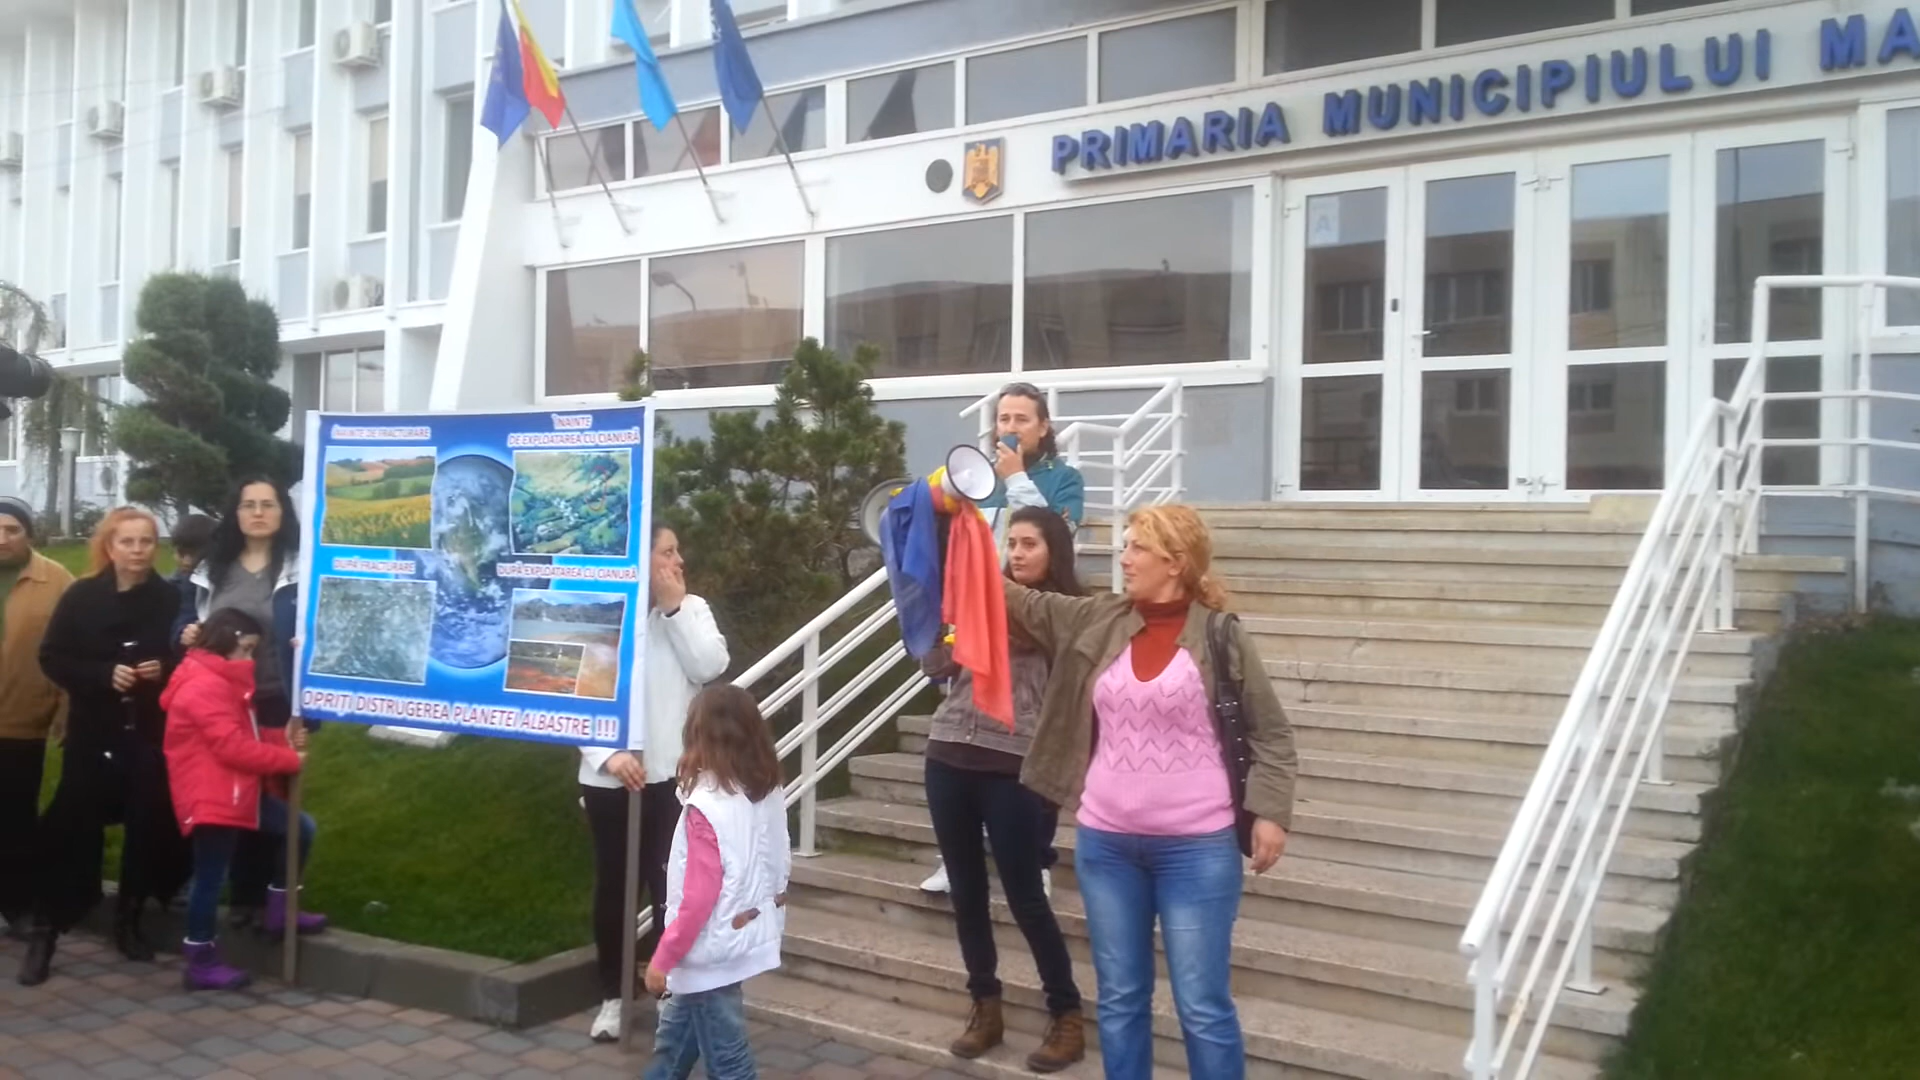 PRIMARIA MUNICIPIULUI MA
ÎNAINTE DE FRACTURARE
ÎNAINTE
DE EXPLOATAREA CU CIANURĂ
DUPĂ FRACTURARE
DUPĂ EXPLOATAREA CU CIANURĂ
OPRIȚI DISTRUGEREA PLANETEI ALBASTRE !!!